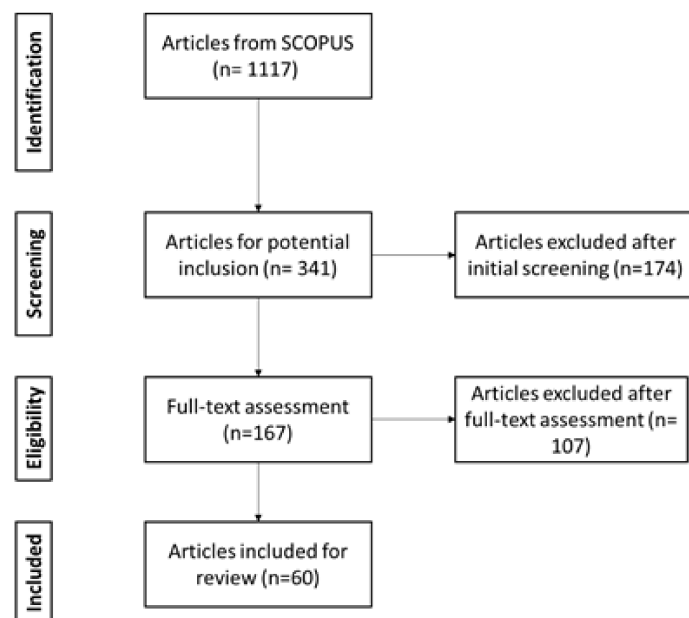 Identification
Articles from SCOPUS
(n= 1117)
Screening
Articles for potential
inclusion (n= 341)
Articles excluded after
initial screening (n=174)
Eligibility
Full-text assessment
(n=167)
Articles excluded after
full-text assessment (n=
107)
Included
Articles included for
review (n=60)